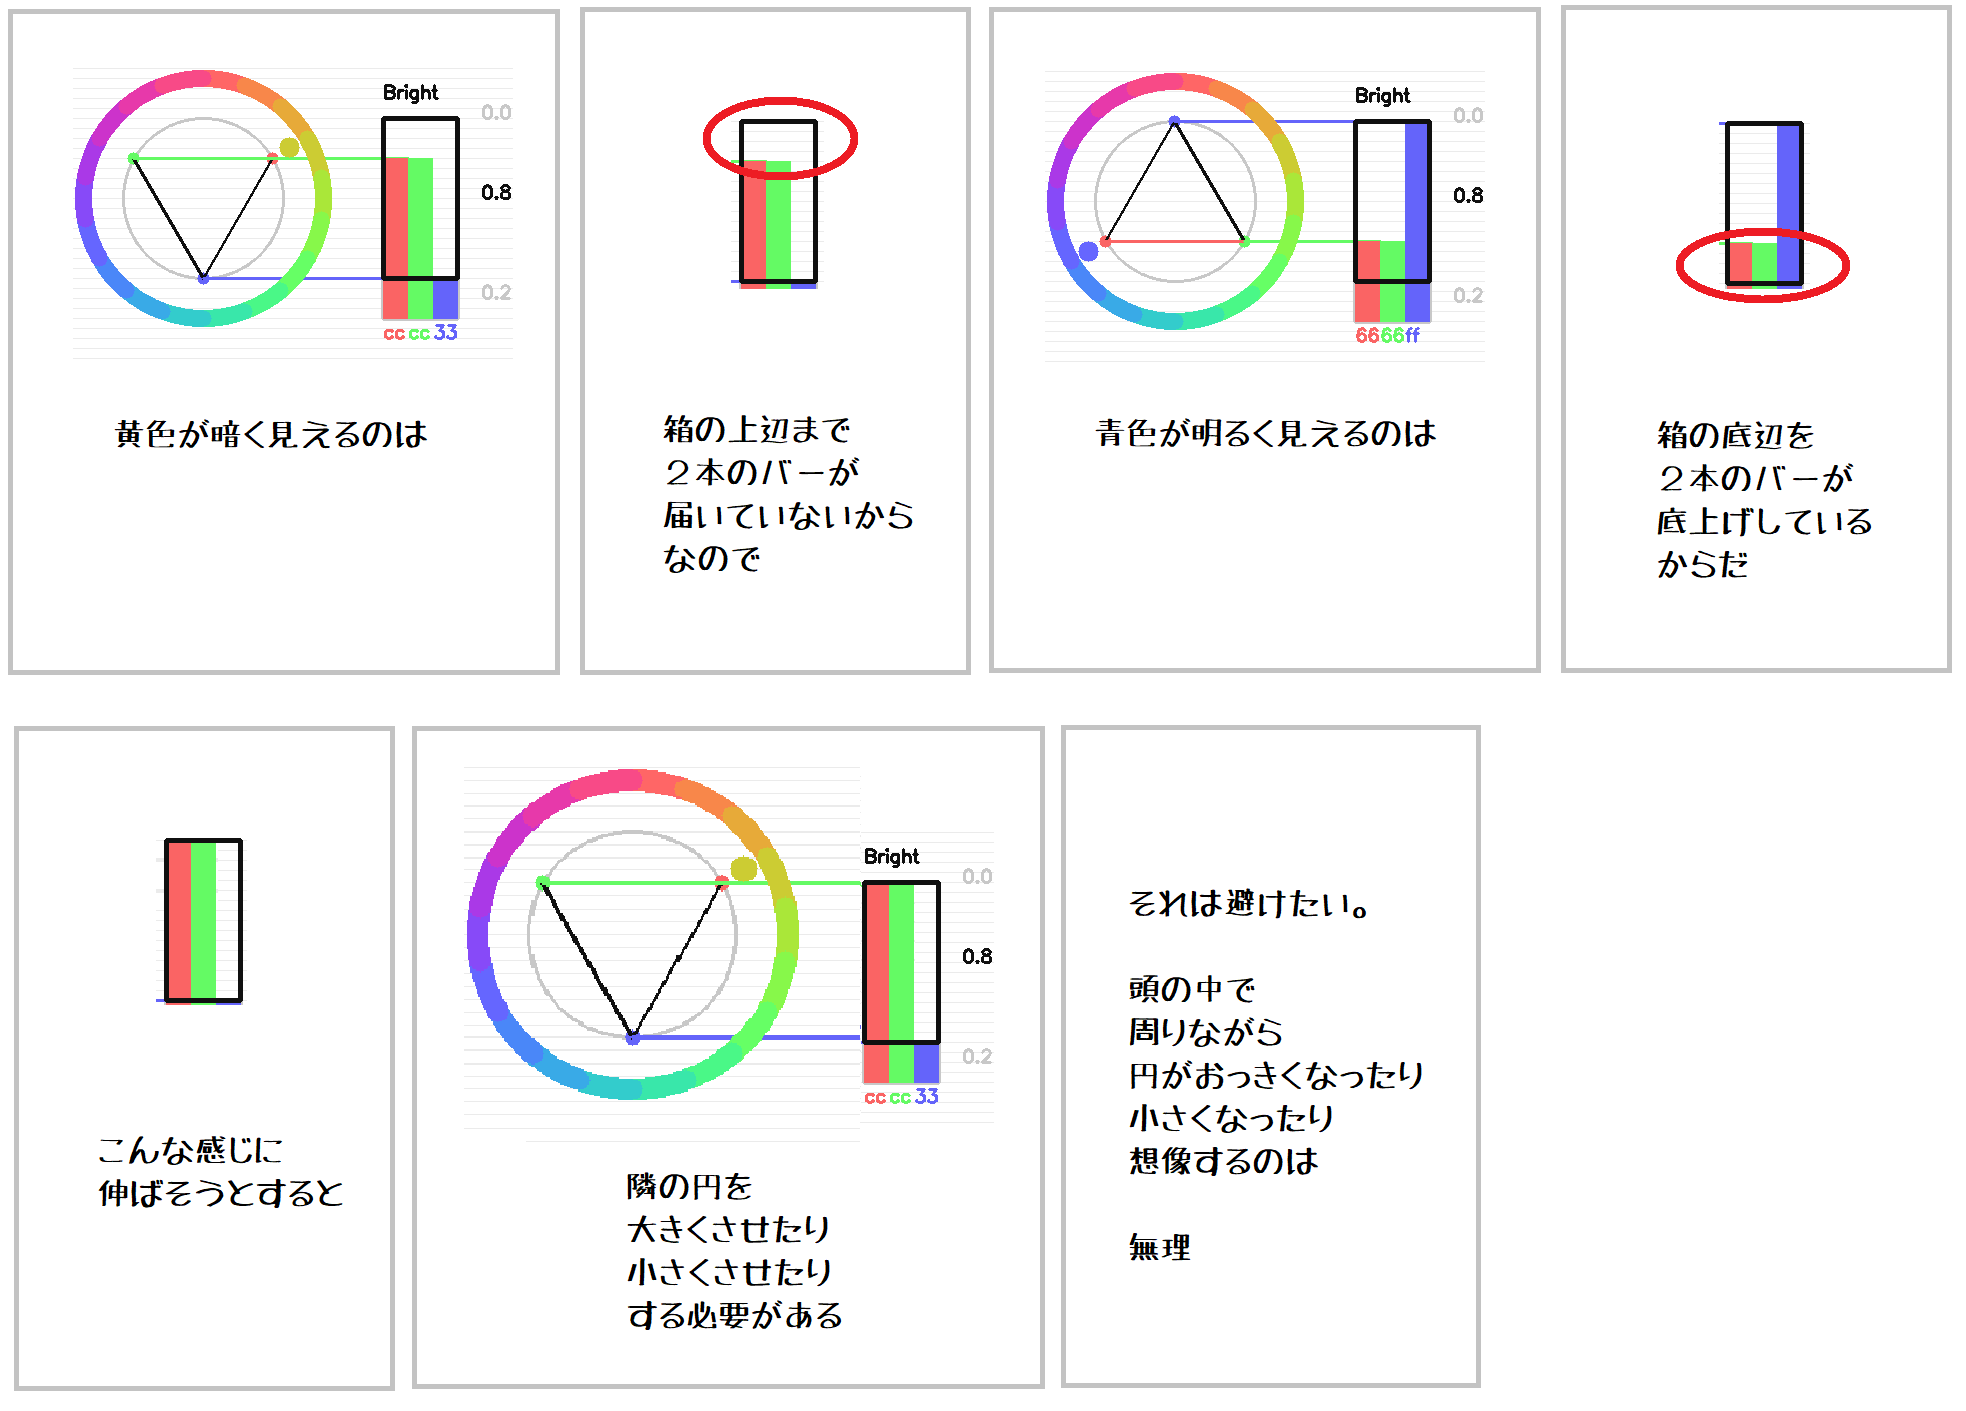 Bright
0.0
0.8
0.2
cc cc 33
黄色が暗く見えるのは
箱の上辺まで
２本のバーが
届いていないから
なので
Bright
0.0
0.8
0.2
6666ff
青色が明るく見えるのは
箱の底辺を
２本のバーが
底上げしている
からだ
こんな感じに
伸ばそうとすると
Bright
0.0
0.8
0.2
cc cc 33
隣の円を
大きくさせたり
小さくさせたり
する必要がある
それは避けたい。
頭の中で
周りながら
円がおっきくなったり
小さくなったり
想像するのは
無理